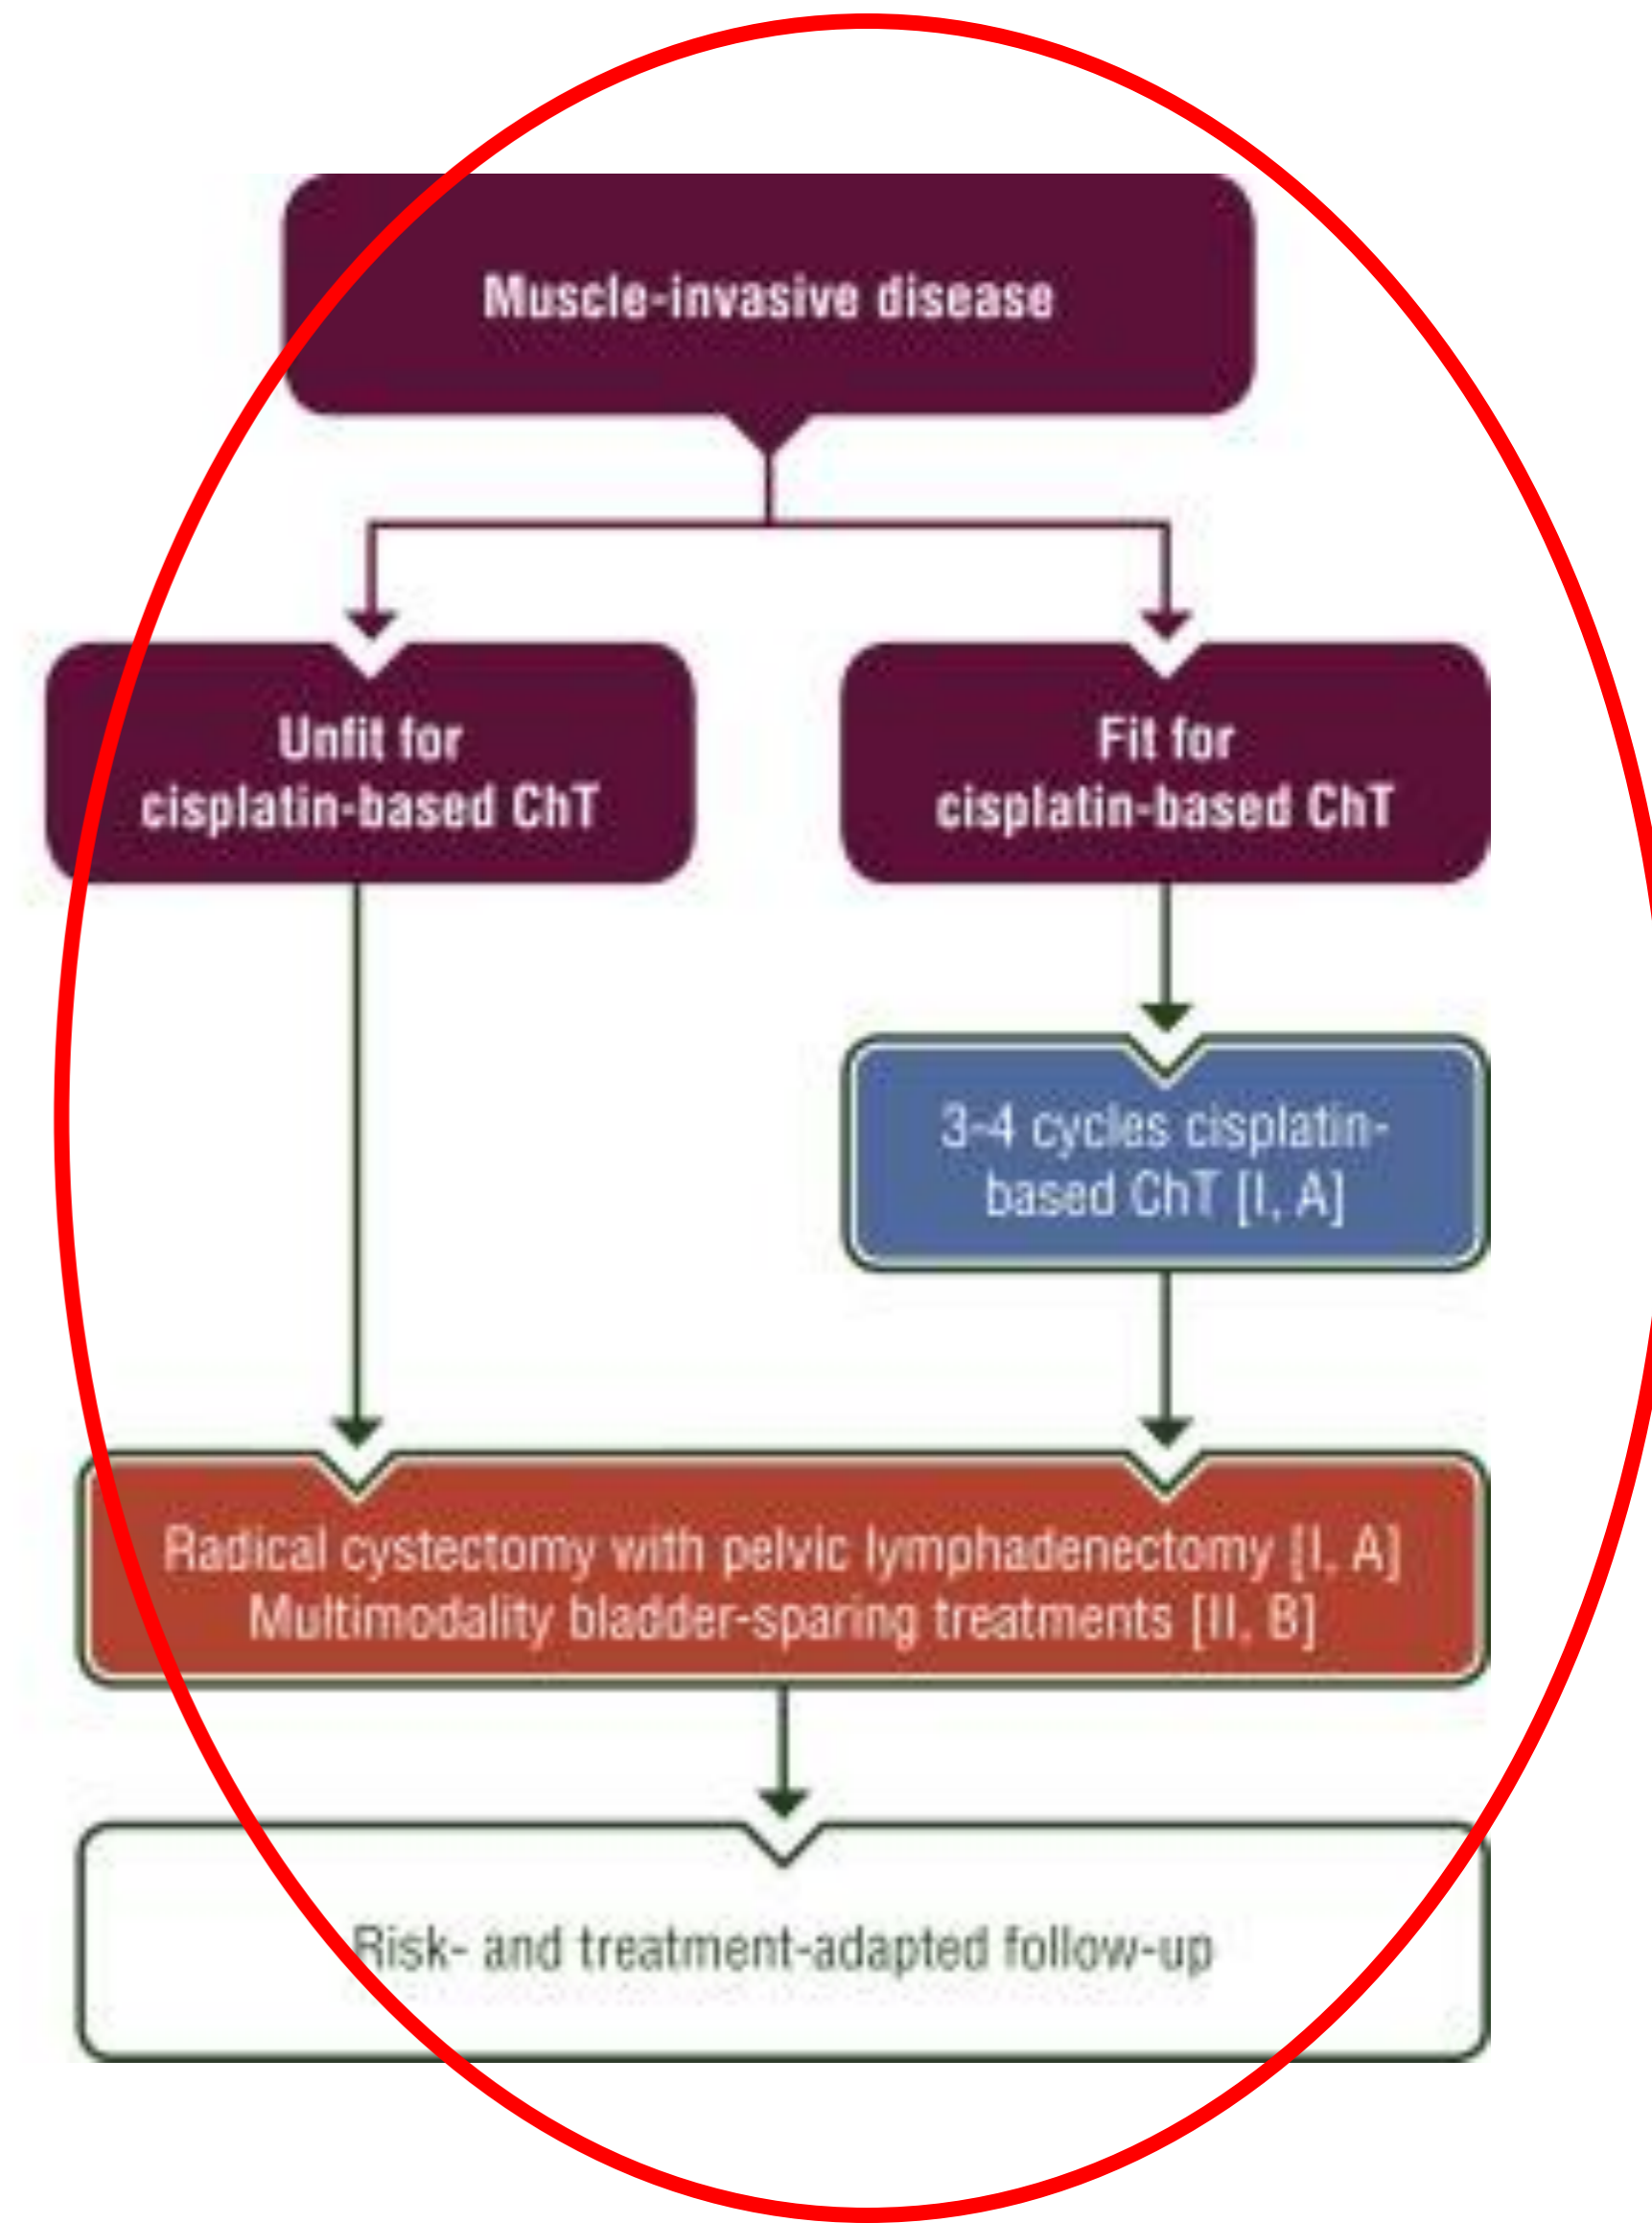 Muscle-invasive disease
Unfit for
cisplatin-based ChT
Fit for
cisplatin-based ChT
3-4 cycles cisplatin-
based ChT [I, A]
Radical cystectomy with pelvic lymphadenectomy [I, A]
Multimodality bladder-sparing treatments [II, B]
Risk- and treatment-adapted follow-up